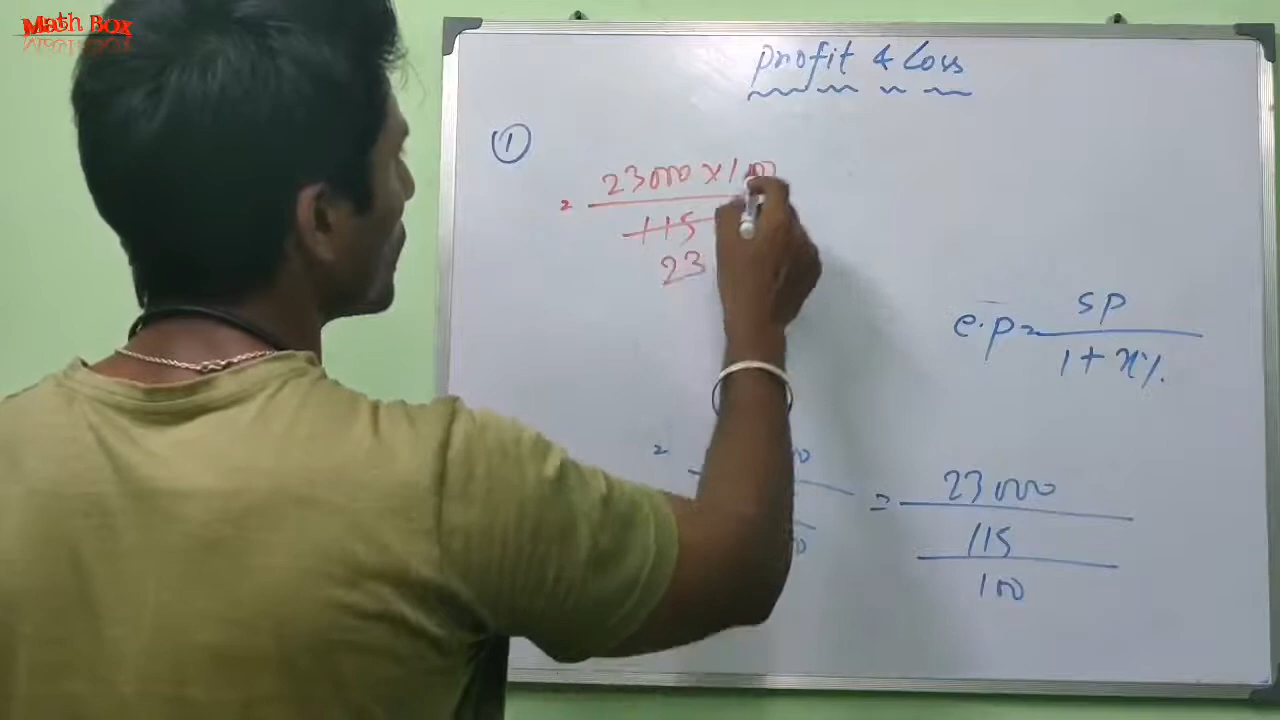 Math Box
Profit & Loss
①
= 23000 × 100
115
23
c.p = SP
1 + x%
=
= 23000
115
100